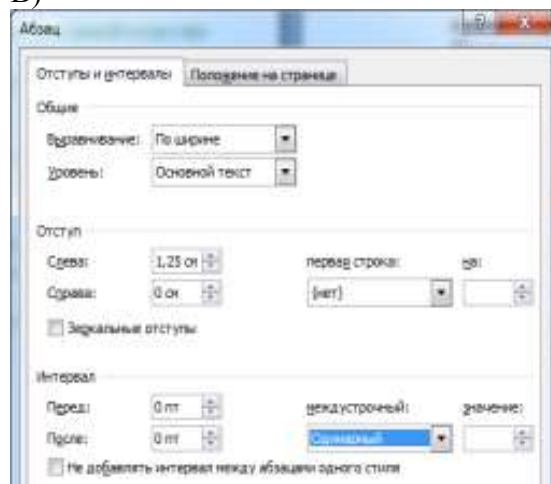 В)
Абзац
Отступы и интервалы Положение на странице
Общие
Выравнивание: По ширине
Уровень: Основной текст
Отступ
Слева: 1,25 см первая строка: на:
Справа: 0 см (нет)
Зеркальные отступы
Интервал
Перед: 0 пт междустрочный: значение:
После: 0 пт Одинарный
Не добавлять интервал между абзацами одного стиля